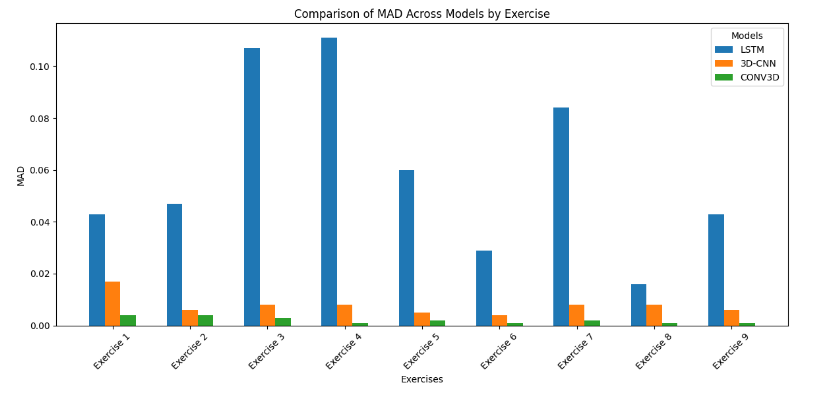 Comparison of MAD Across Models by Exercise
Models
LSTM
3D-CNN
CONV3D
MAD
0.10
0.08
0.06
0.04
0.02
0.00
Exercise 1
Exercise 2
Exercise 3
Exercise 4
Exercise 5
Exercise 6
Exercise 7
Exercise 8
Exercise 9
Exercises